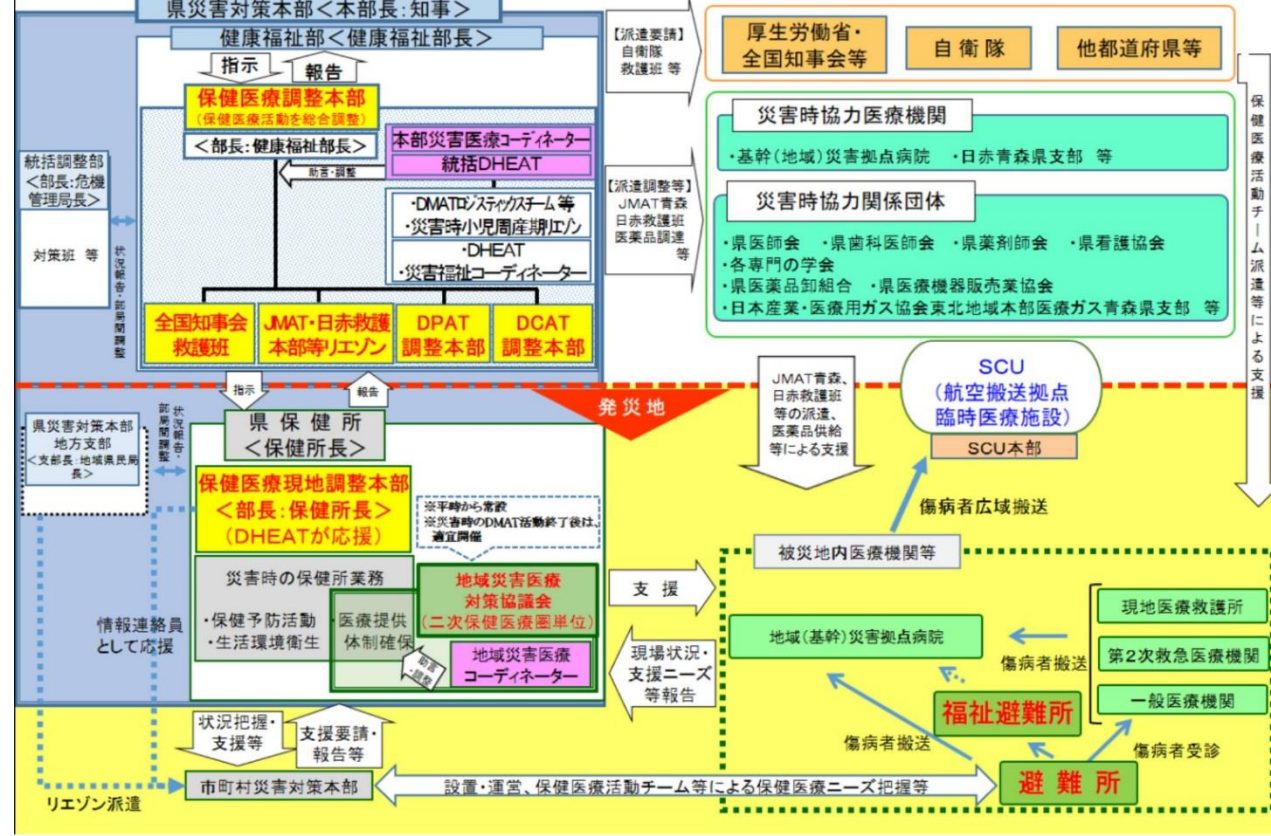 県災害対策本部＜本部長:知事＞
健康福祉部＜健康福祉部長＞
指示
報告
保健医療調整本部
(保健医療活動を総合調整)
＜部長:健康福祉部長＞
本部災害医療コーディネーター
統括DHEAT
助言・調整
・DMATロジスティックスチーム等
・災害時小児周産期リエゾン
・DHEAT
・災害福祉コーディネーター
統括調整部
＜部長:危機
管理局長＞
対策班 等
状況報告・部局間調整
全国知事会
救護班
JMAT・日赤救護
本部等リエゾン
DPAT
調整本部
DCAT
調整本部
【派遣要請】
自衛隊
救護班 等
厚生労働省・
全国知事会等
自衛隊
他都道府県等
【派遣調整等】
JMAT青森
日赤救護班
医薬品調達
等
災害時協力医療機関
・基幹(地域)災害拠点病院 ・日赤青森県支部 等
災害時協力関係団体
・県医師会 ・県歯科医師会 ・県薬剤師会 ・県看護協会
・各専門の学会
・県医薬品卸組合 ・県医療機器販売業協会
・日本産業・医療用ガス協会東北地域本部医療ガス青森県支部 等
保健医療活動チーム派遣等による支援
指示
報告
発災地
JMAT青森、
日赤救護班
等の派遣、
医薬品供給
等による支援
SCU
(航空搬送拠点
臨時医療施設)
SCU本部
県災害対策本部
地方支部
＜支部長:地域県民局
長＞
状況報告・
部局間調整
県保健所
＜保健所長＞
保健医療現地調整本部
＜部長:保健所長＞
(DHEATが応援)
※平時から常設
※災害時のDMAT活動終了後は、
適宜開催
災害時の保健所業務
・保健予防活動
・生活環境衛生
・医療提供
体制確保
地域災害医療
対策協議会
(二次保健医療圏単位)
助言・調整
地域災害医療
コーディネーター
情報連絡員
として応援
支援
現場状況・
支援ニーズ
等報告
傷病者広域搬送
被災地内医療機関等
地域(基幹)災害拠点病院
現地医療救護所
第2次救急医療機関
一般医療機関
傷病者搬送
福祉避難所
傷病者搬送
傷病者受診
避難所
状況把握・
支援等
支援要請・
報告等
市町村災害対策本部
設置・運営、保健医療活動チーム等による保健医療ニーズ把握等
リエゾン派遣